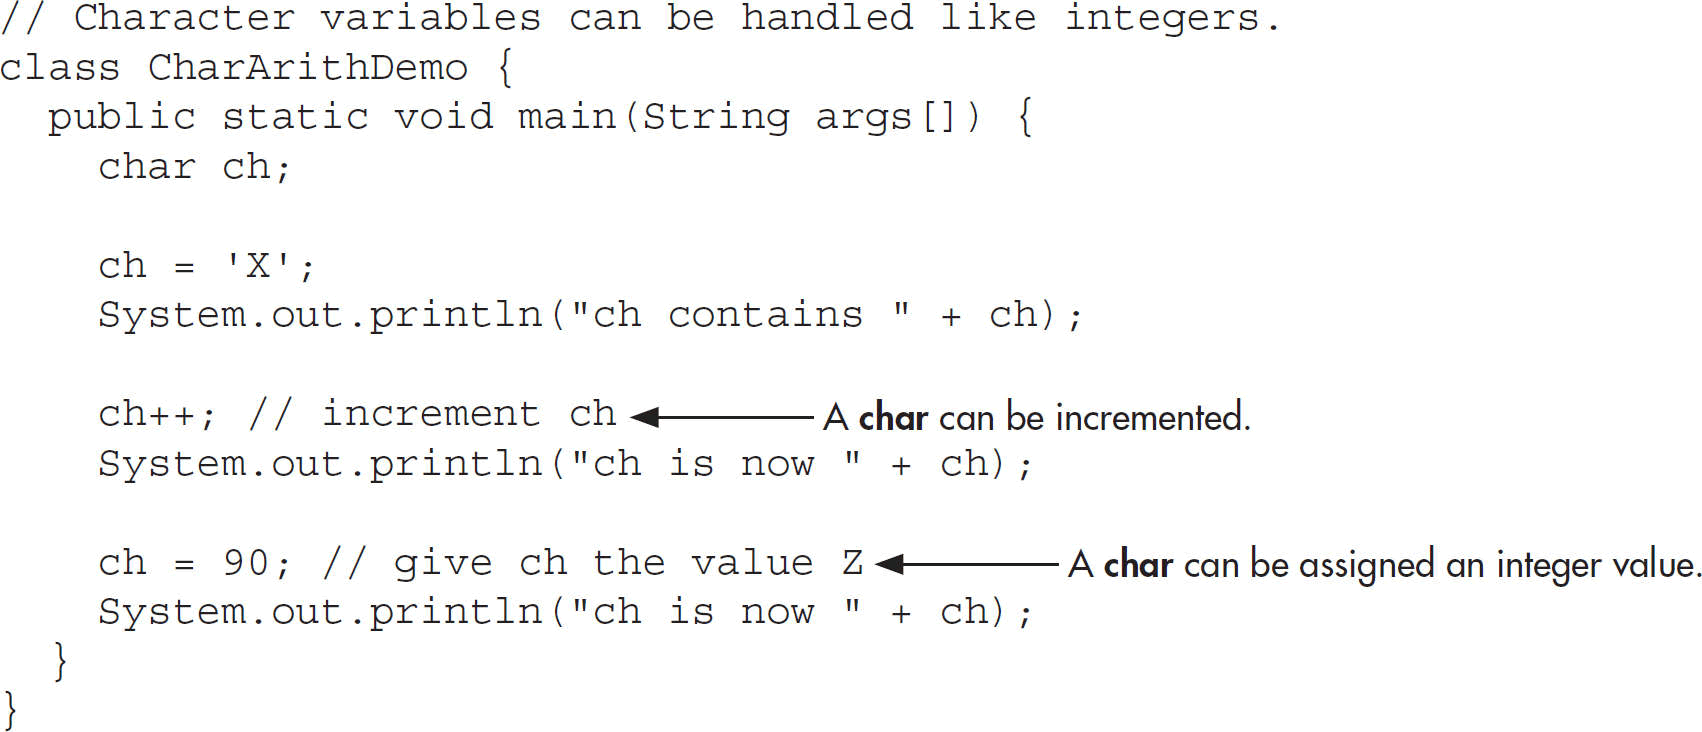 // Character variables can be handled like integers.
class CharArithDemo {
  public static void main(String args[]) {
    char ch;

    ch = 'X';
    System.out.println("ch contains " + ch);

    ch++; // increment ch A char can be incremented.
    System.out.println("ch is now " + ch);

    ch = 90; // give ch the value Z A char can be assigned an integer value.
    System.out.println("ch is now " + ch);
  }
}